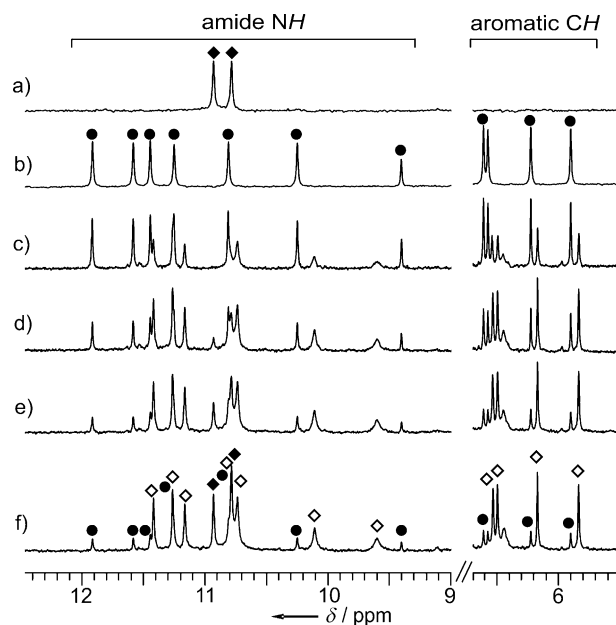 amide NH aromatic CH
a)
b)
c)
d)
e)
f)
12 11 10 9 // 6
δ / ppm